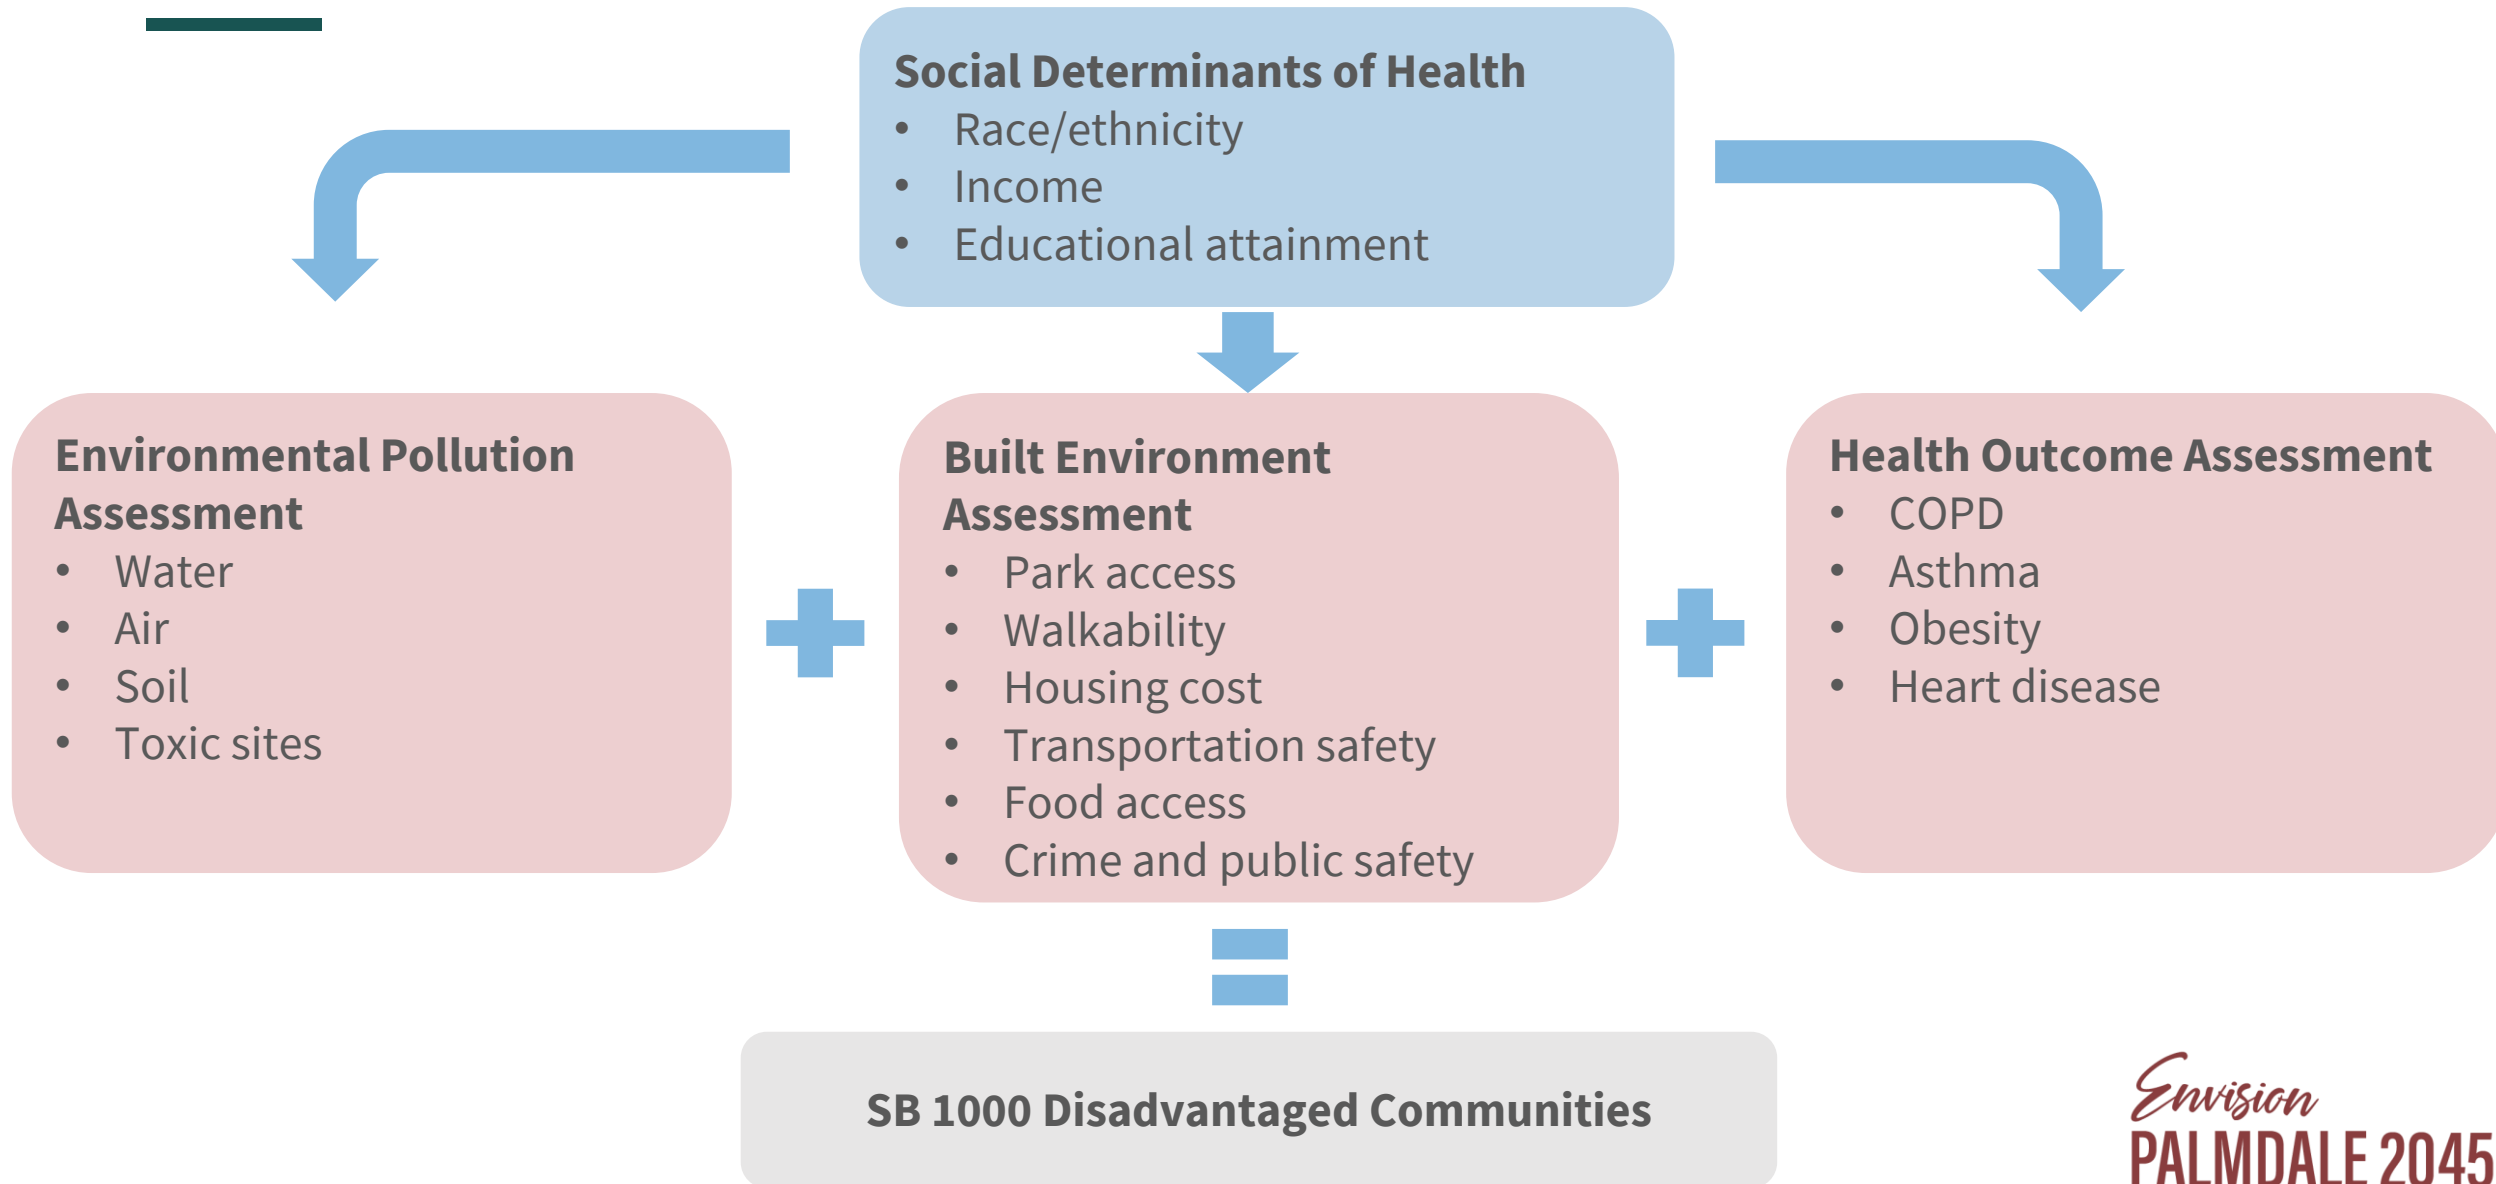 Social Determinants of Health
• Race/ethnicity
• Income
• Educational attainment
Environmental Pollution
Assessment
• Water
• Air
• Soil
• Toxic sites
Built Environment
Assessment
• Park access
• Walkability
• Housing cost
• Transportation safety
• Food access
• Crime and public safety
Health Outcome Assessment
• COPD
• Asthma
• Obesity
• Heart disease
SB 1000 Disadvantaged Communities
Envision
PALMDALE 2045